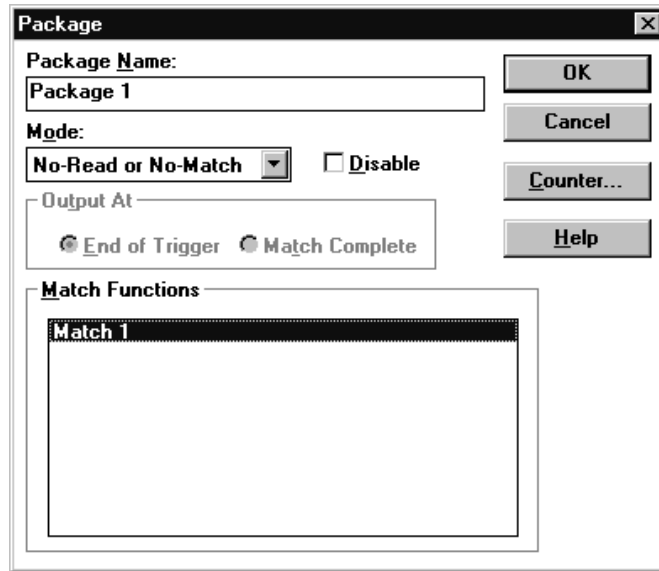 Package
Package Name:
Package 1
Mode:
No-Read or No-Match
Disable
Output At
End of Trigger
Match Complete
Match Functions
Match 1
OK
Cancel
Counter...
Help